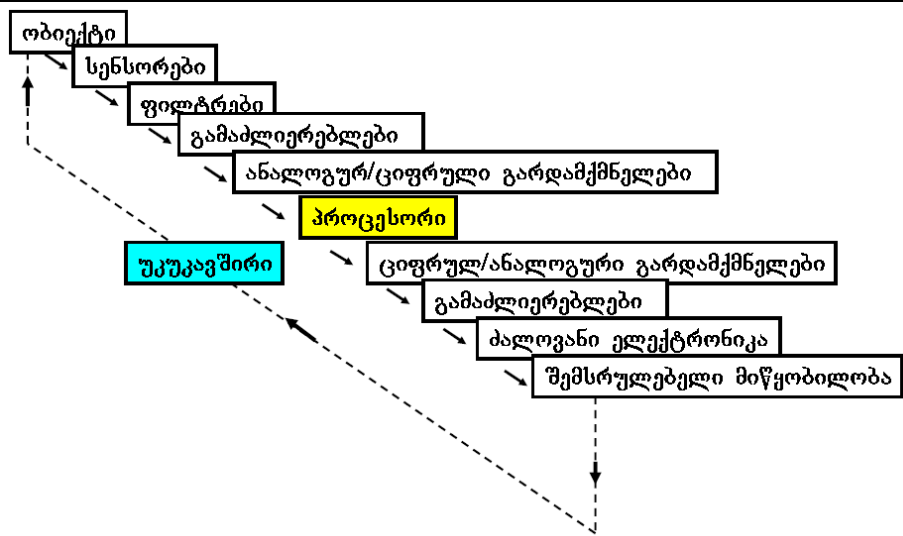 ობიექტი
სენსორები
ფილტრები
გამაძლიერებლები
ანალოგურ/ციფრული გარდამქმნელები
პროცესორი
უკუკავშირი
ციფრულ/ანალოგური გარდამქმნელები
გამაძლიერებლები
ძალოვანი ელექტრონიკა
შემსრულებელი მიწყობილობა